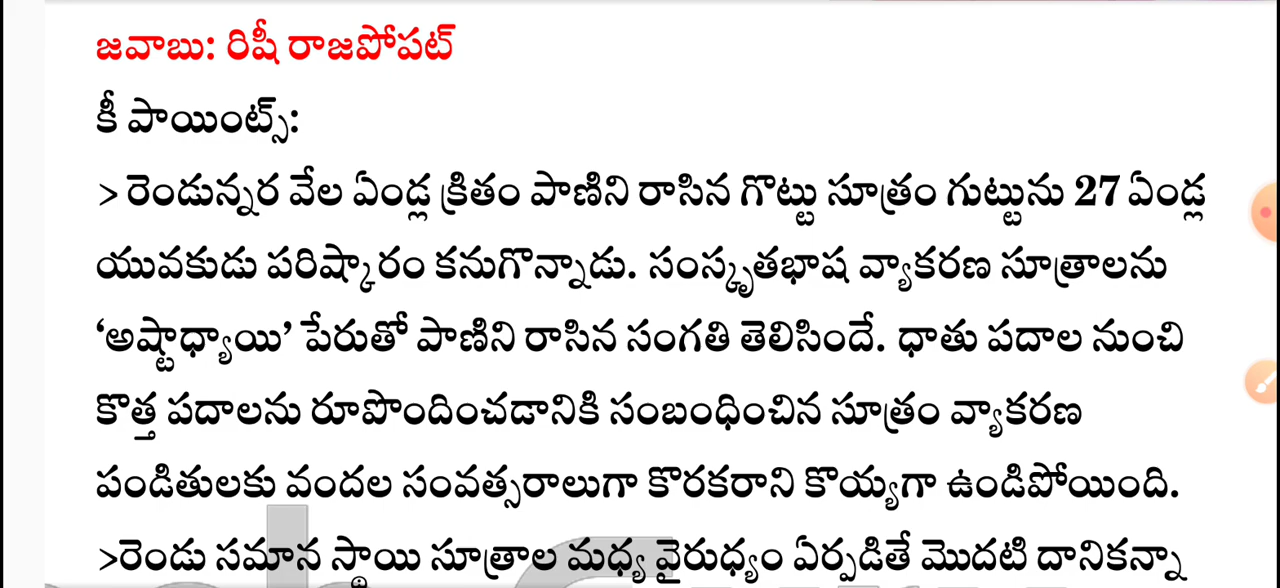 జవాబు: రిషీ రాజపోపట్
కీ పాయింట్స్:
> రెండున్నర వేల ఏండ్ల క్రితం పాణిని రాసిన గొట్టు సూత్రం గుట్టును 27 ఏండ్ల
యువకుడు పరిష్కారం కనుగొన్నాడు. సంస్కృతభాష వ్యాకరణ సూత్రాలను
‘అష్టాధ్యాయి’ పేరుతో పాణిని రాసిన సంగతి తెలిసిందే. ధాతు పదాల నుంచి
కొత్త పదాలను రూపొందించడానికి సంబంధించిన సూత్రం వ్యాకరణ
పండితులకు వందల సంవత్సరాలుగా కొరకరాని కొయ్యగా ఉండిపోయింది.
>రెండు సమాన స్థాయి సూత్రాల మధ్య వైరుధ్యం ఏర్పడితే మొదటి దానికన్నా